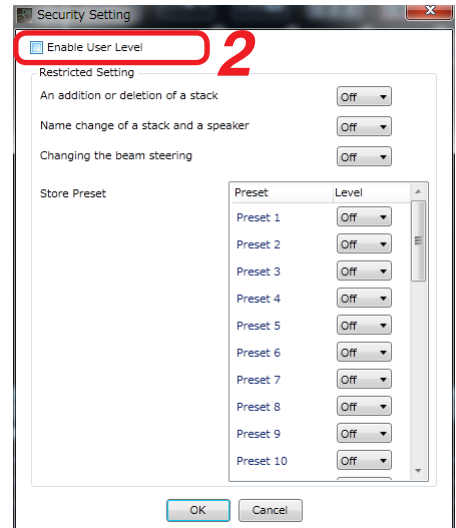 Security Setting
Enable User Level
2
Restricted Setting
An addition or deletion of a stack Off
Name change of a stack and a speaker Off
Changing the beam steering Off
Store Preset
Preset Level
Preset 1 Off
Preset 2 Off
Preset 3 Off
Preset 4 Off
Preset 5 Off
Preset 6 Off
Preset 7 Off
Preset 8 Off
Preset 9 Off
Preset 10 Off
OK Cancel